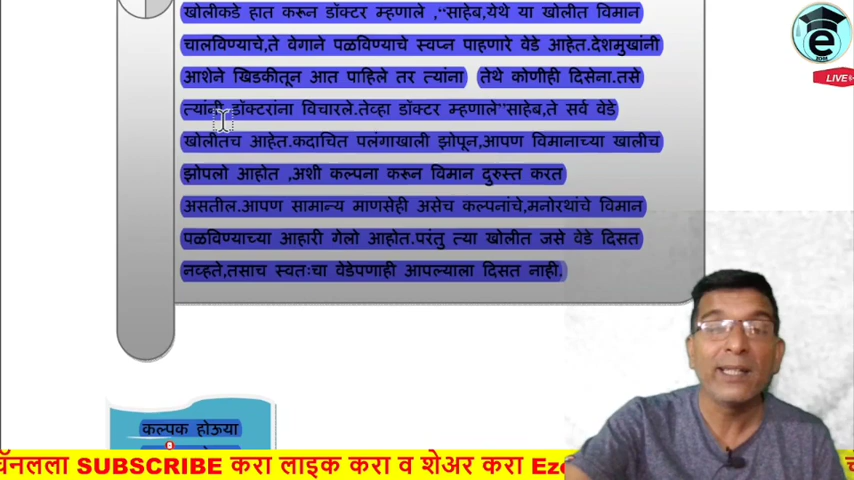 खोलीकडे हात करून डॉक्टर म्हणाले ,"साहेब,येथे या खोलीत विमान
चालविण्याचे,ते वेगाने पळविण्याचे स्वप्न पाहणारे वेडे आहेत.देशमुखांनी
आशेने खिडकीतून आत पाहिले तर त्यांना तेथे कोणीही दिसेना.तसे
त्यांनी डॉक्टरांना विचारले.तेव्हा डॉक्टर म्हणाले"साहेब,ते सर्व वेडे
खोलीतच आहेत.कदाचित पलंगाखाली झोपून,आपण विमानाच्या खालीच
झोपलो आहोत ,अशी कल्पना करून विमान दुरुस्त करत
असतील.आपण सामान्य माणसेही असेच कल्पनांचे,मनोरथांचे विमान
पळविण्याच्या आहारी गेलो आहोत.परंतु त्या खोलीत जसे वेडे दिसत
नव्हते,तसाच स्वतःचा वेडेपणाही आपल्याला दिसत नाही.
कल्पक होऊया
चॅनलला SUBSCRIBE करा लाइक करा व शेअर करा Eze
e
LIVE